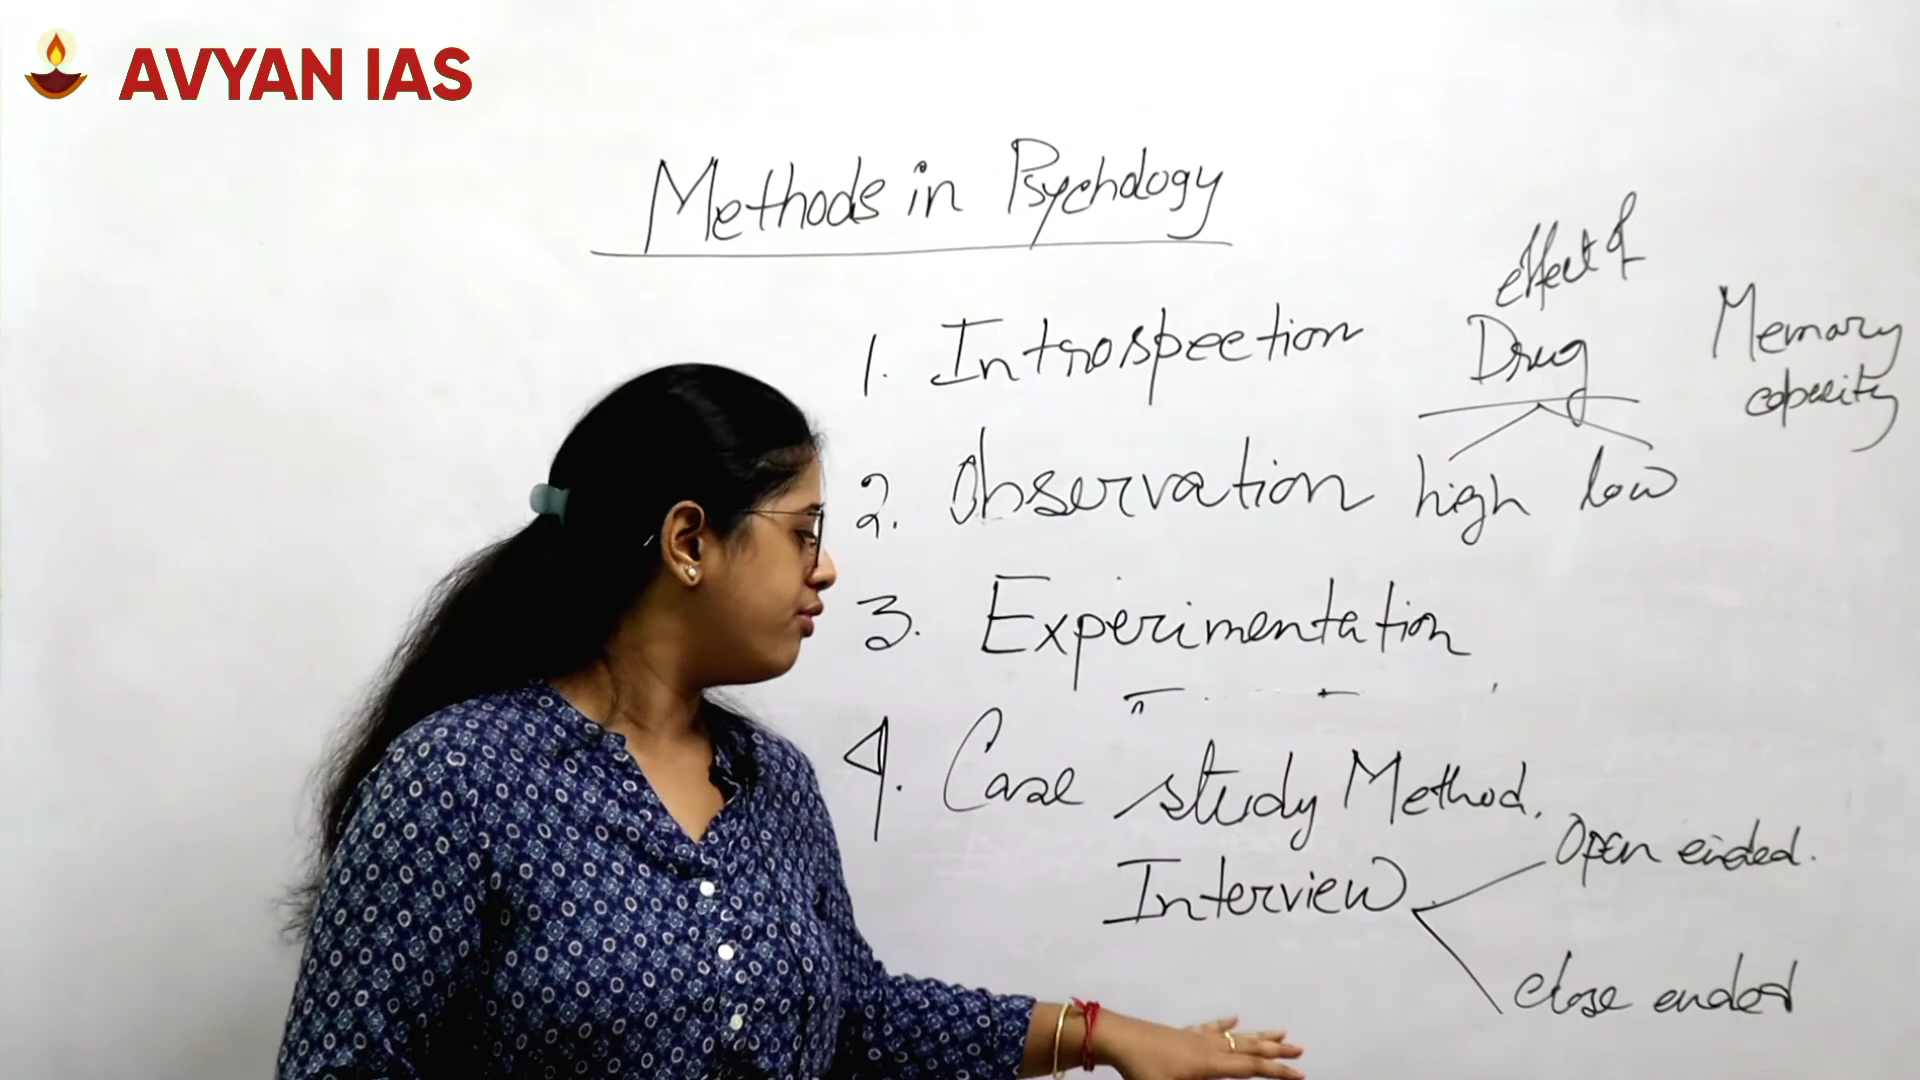 AVYAN IAS
Methods in Psychology
1. Introspection
effect of
Drug
high low
Memory
capacity
2. Observation
3. Experimentation
4. Case study Method.
Interview
Open ended.
close ended